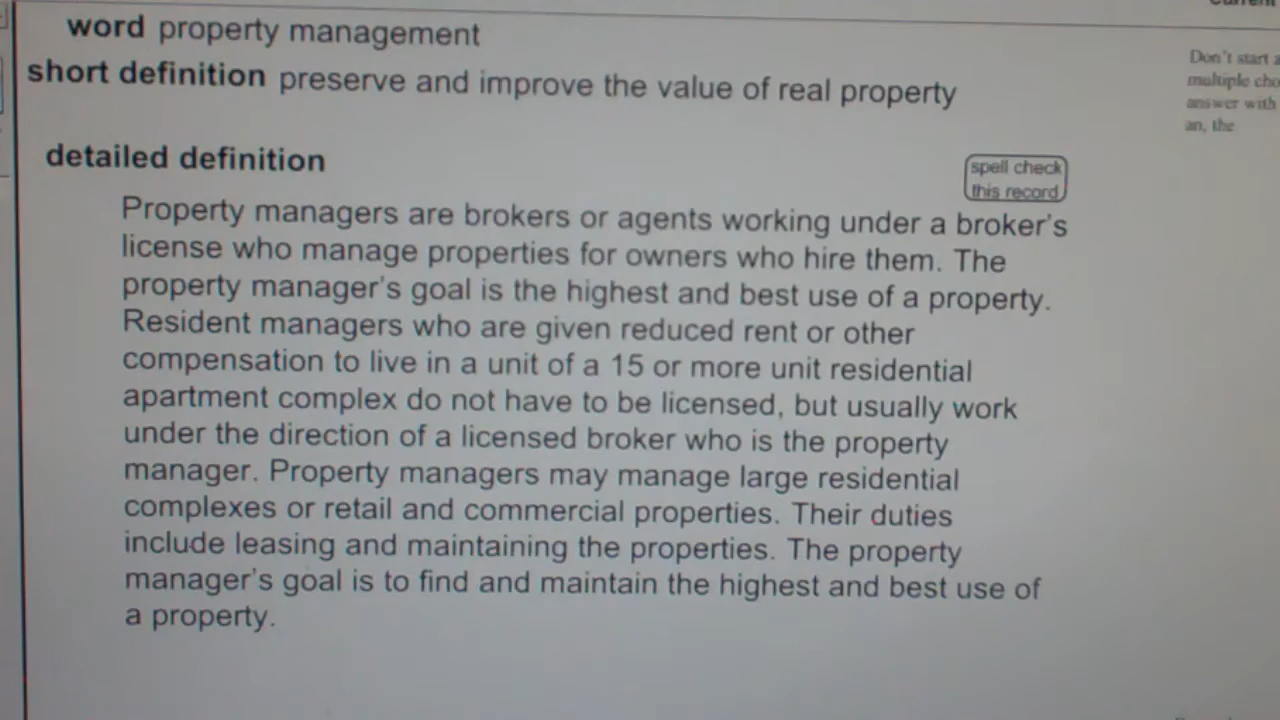 word property management
short definition preserve and improve the value of real property
Don't start
multiple
answer with
an, the
detailed definition
spell check
this record
Property managers are brokers or agents working under a broker's
license who manage properties for owners who hire them. The
property manager's goal is the highest and best use of a property.
Resident managers who are given reduced rent or other
compensation to live in a unit of a 15 or more unit residential
apartment complex do not have to be licensed, but usually work
under the direction of a licensed broker who is the property
manager. Property managers may manage large residential
complexes or retail and commercial properties. Their duties
include leasing and maintaining the properties. The property
manager's goal is to find and maintain the highest and best use of
a property.